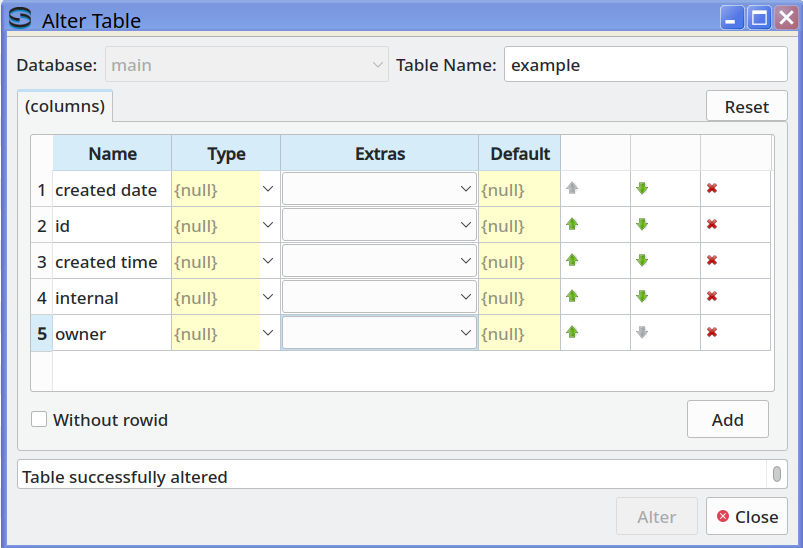 Alter Table
Database: main Table Name: example
(columns) Reset
Name Type Extras Default
1 created date {null} {null}
2 id {null} {null}
3 created time {null} {null}
4 internal {null} {null}
5 owner {null} {null}
Without rowid Add
Table successfully altered
Alter Close